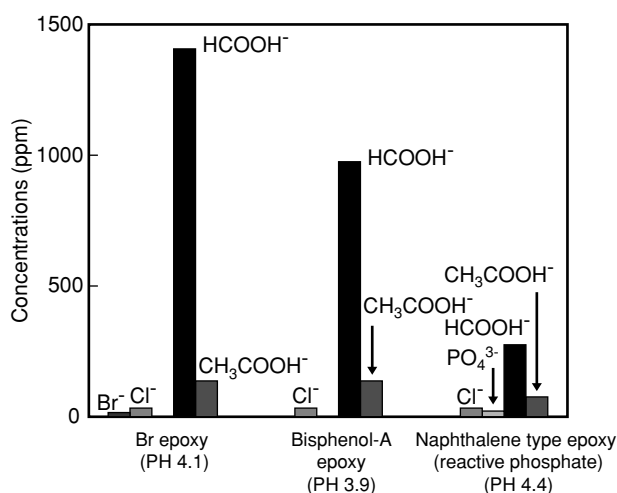 1500
1000
500
0
Concentrations (ppm)
HCOOH⁻
CH₃COOH⁻
Br⁻
Cl⁻
HCOOH⁻
CH₃COOH⁻
Cl⁻
CH₃COOH⁻
HCOOH⁻
PO₄³⁻
Cl⁻
Br epoxy
(PH 4.1)
Bisphenol-A
epoxy
(PH 3.9)
Naphthalene type epoxy
(reactive phosphate)
(PH 4.4)